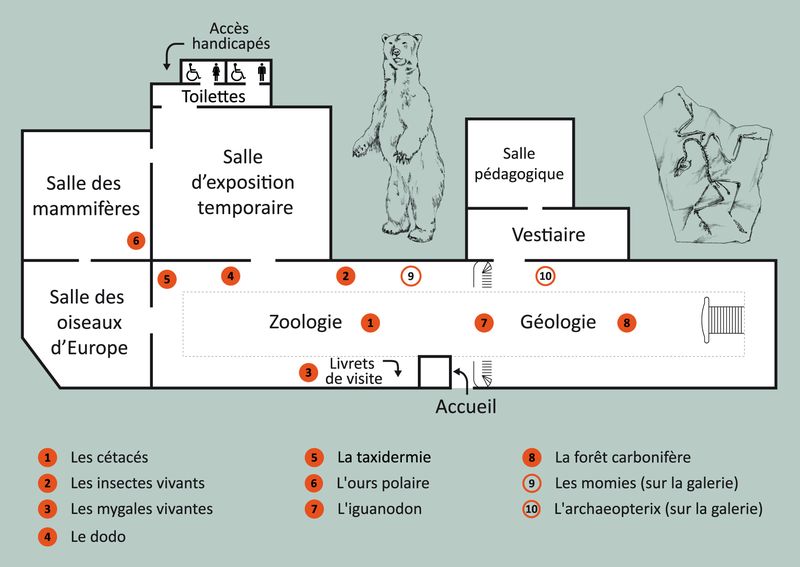 Accès
handicapés
Toilettes
Salle
d'exposition
temporaire
Salle des
mammifères
Salle
pédagogique
Vestiaire
6
5
4
2
9
10
Salle des
oiseaux
d'Europe
Zoologie
1
7
Géologie
8
3
Livrets
de visite
Accueil
1 Les cétacés
2 Les insectes vivants
3 Les mygales vivantes
4 Le dodo
5 La taxidermie
6 L'ours polaire
7 L'iguanodon
8 La forêt carbonifère
9 Les momies (sur la galerie)
10 L'archaeopterix (sur la galerie)